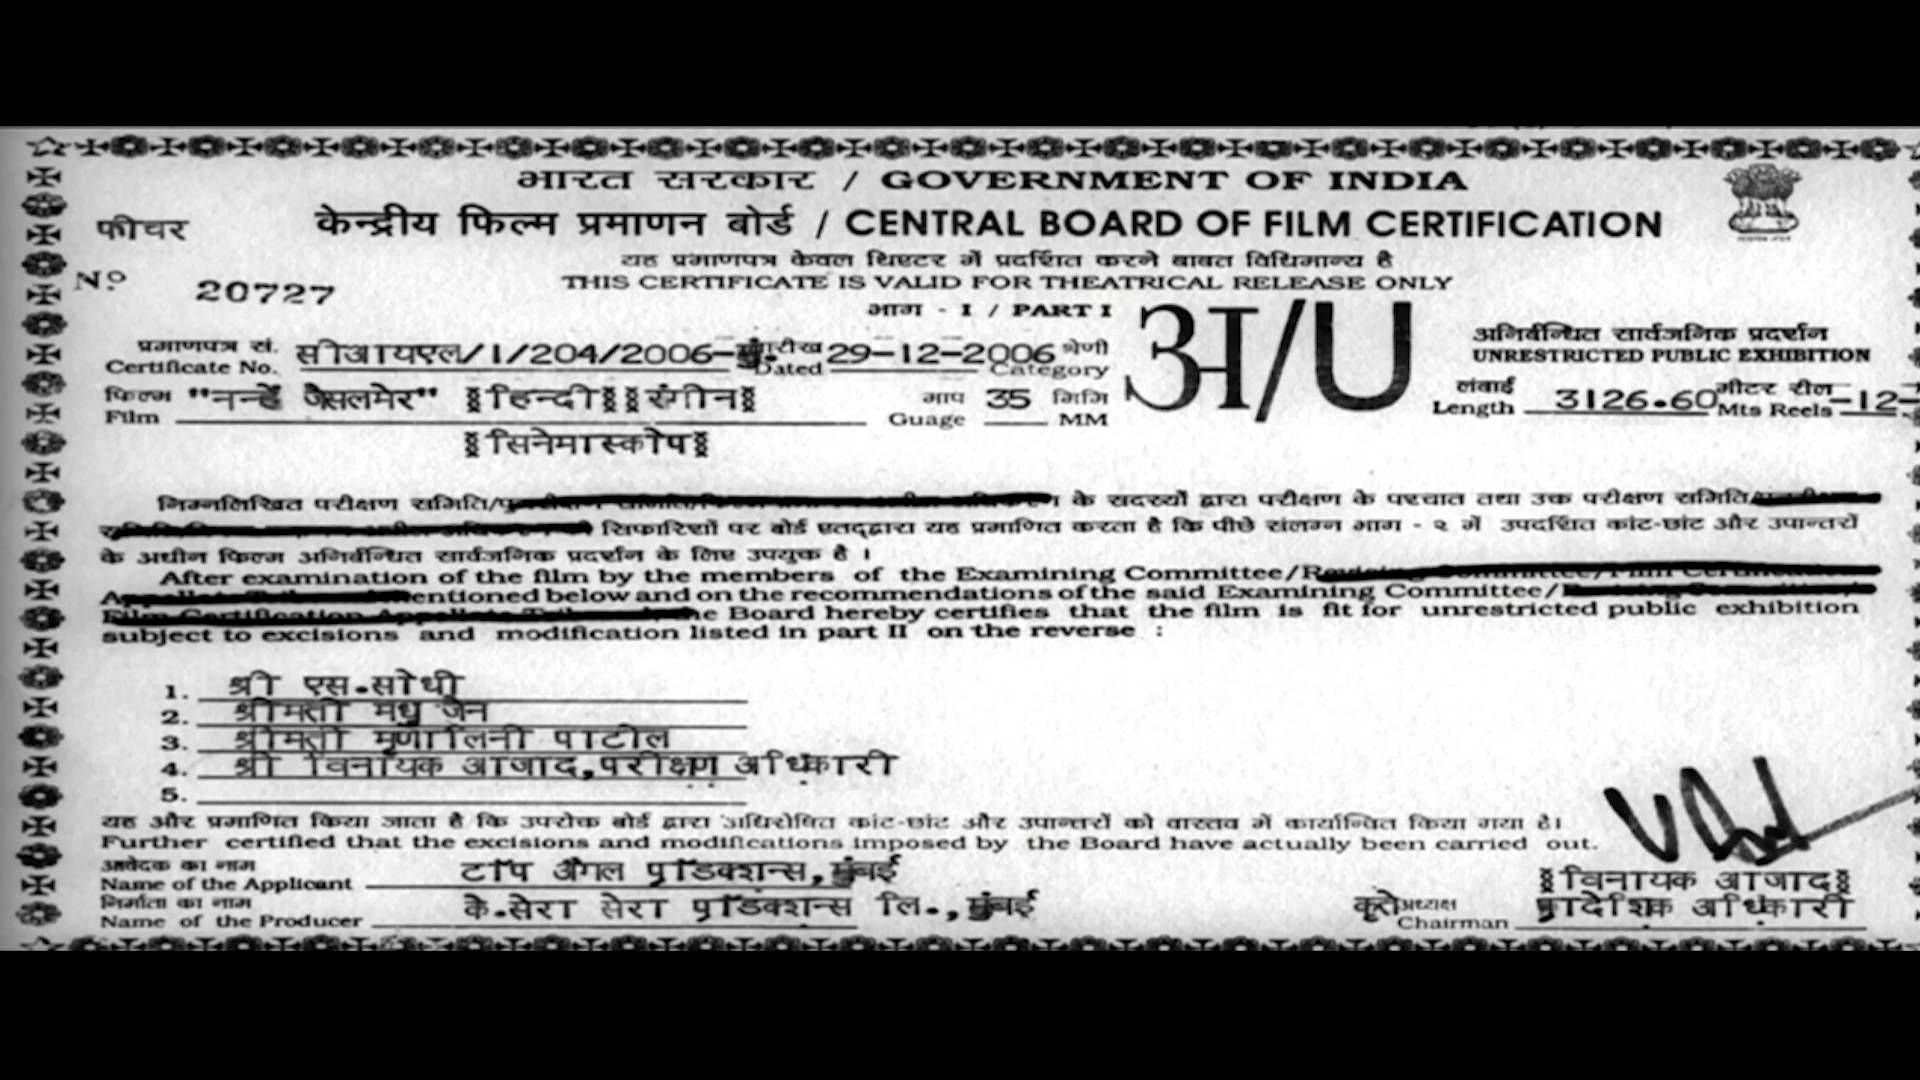 भारत सरकार / GOVERNMENT OF INDIA
फीचर
केन्द्रीय फिल्म प्रमाणन बोर्ड / CENTRAL BOARD OF FILM CERTIFICATION
यह प्रमाणपत्र केवल थिएटर में प्रदर्शित करने बाबत विधिमान्य है
No. 20727
THIS CERTIFICATE IS VALID FOR THEATRICAL RELEASE ONLY
भाग - I / PART I
अ/U
प्रमाणपत्र सं. सीआयएल/1/204/2006-मुं. तारीख 29-12-2006 श्रेणी
Certificate No. Dated Category
अनिर्बन्धित सार्वजनिक प्रदर्शन
UNRESTRICTED PUBLIC EXHIBITION
फिल्म "नन्हें जैसलमेर" हिन्दी रंगीन माप 35 मिमि
Film Guage MM
लंबाई 3126.60 मीटर रील -12-
Length Mts Reels
सिनेमास्कोप
निम्नलिखित परीक्षण समिति/ के सदस्यों द्वारा परीक्षण के पश्चात तथा उक्त परीक्षण समिति
सिफारिशों पर बोर्ड एतद्द्वारा यह प्रमाणित करता है कि पीछे संलग्न भाग - २ में उपदर्शित कांट-छांट और उपान्तरों
के अधीन फिल्म अनिर्बन्धित सार्वजनिक प्रदर्शन के लिए उपयुक्त है ।
After examination of the film by the members of the Examining Committee/
mentioned below and on the recommendations of the said Examining Committee/
the Board hereby certifies that the film is fit for unrestricted public exhibition
subject to excisions and modification listed in part II on the reverse :
1. श्री एस.सोधी
2. श्रीमती मधु जैन
3. श्रीमती मृणालिनी पाटील
4. श्री विनायक आजाद,परीक्षण अधिकारी
5.
यह और प्रमाणित किया जाता है कि उपरोक्त बोर्ड द्वारा अधिरोपित कांट-छांट और उपान्तरों को वास्तव में कार्यान्वित किया गया है।
Further certified that the excisions and modifications imposed by the Board have actually been carried out.
आवेदक का नाम टॉप अँगल प्रॉडक्शन्स,मुंबई
Name of the Applicant
निर्माता का नाम के.सेरा सेरा प्रॉडक्शन्स लि.,मुंबई
Name of the Producer
विनायक आजाद
कृते अध्यक्ष प्रादेशिक अधिकारी
Chairman